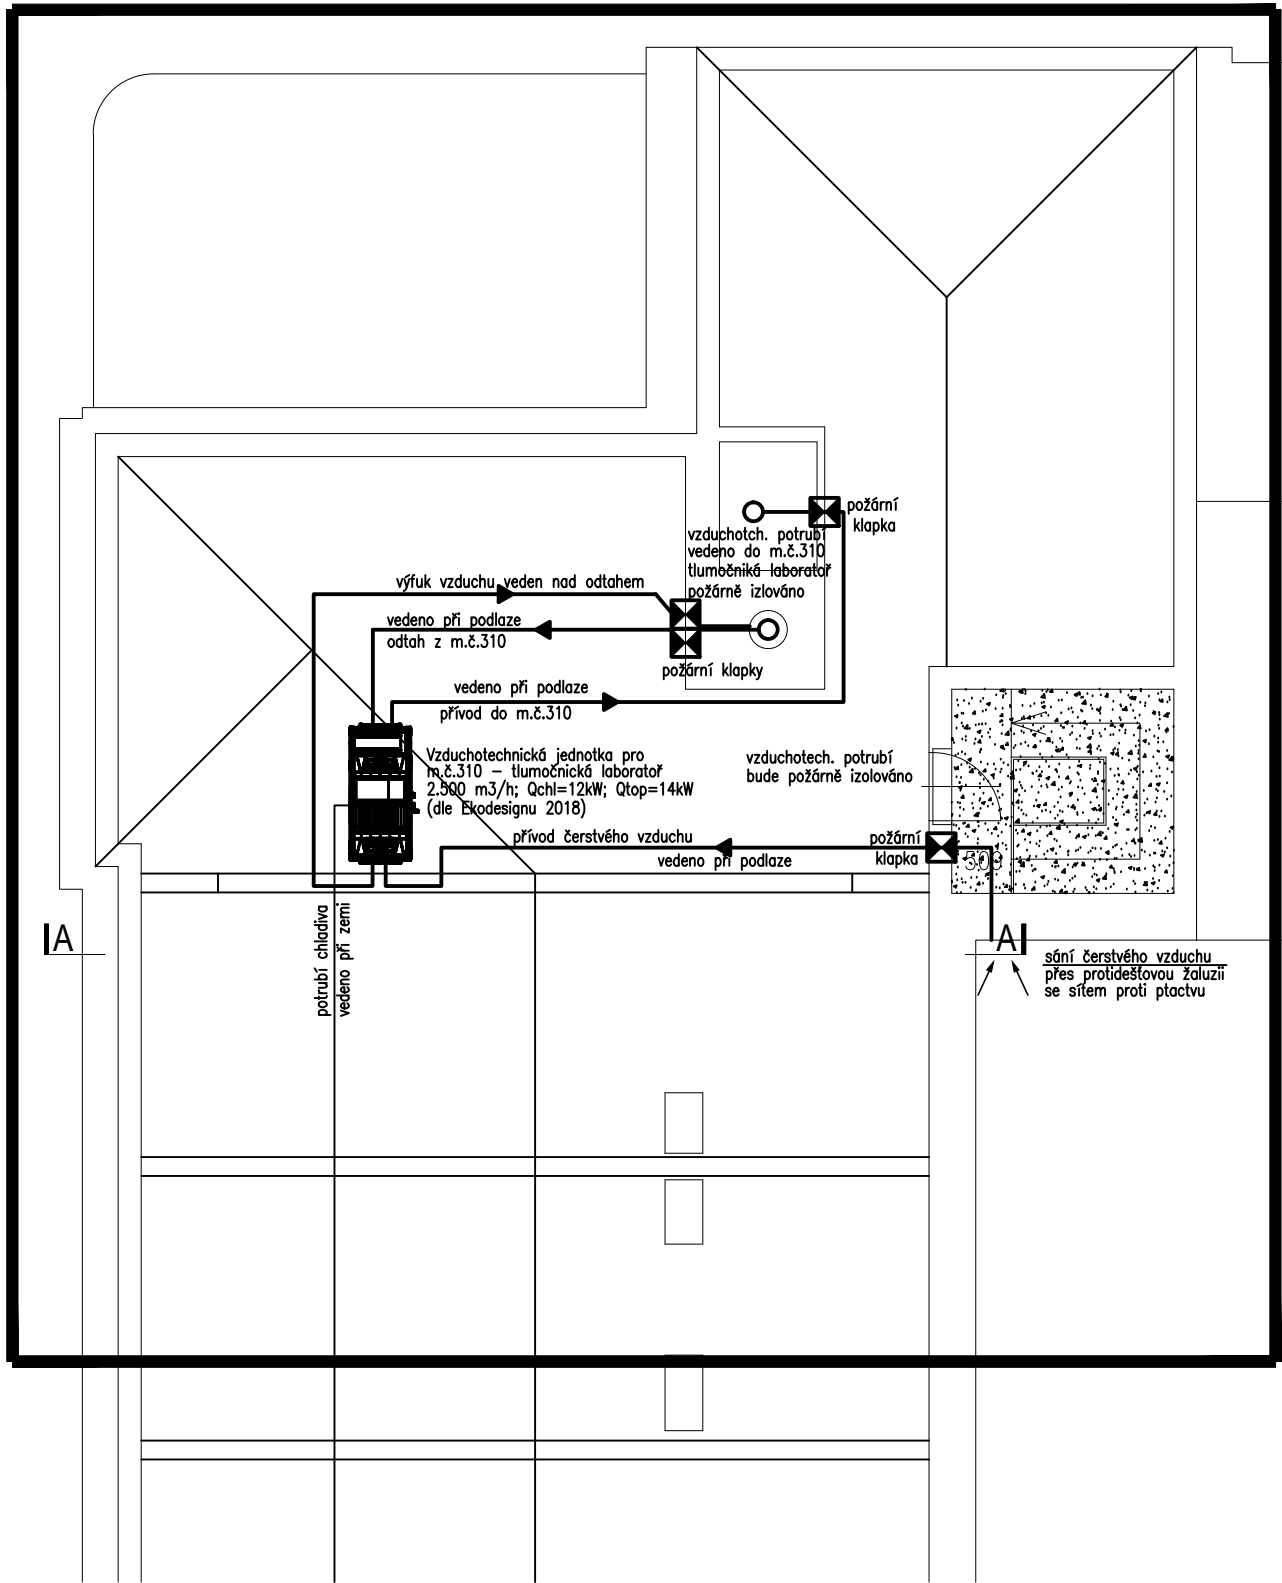 požární
klapka
vzduchotch. potrubí
vedeno do m.č.310
tlumočniká laboratoř
požárně izlováno
výfuk vzduchu veden nad odtahem
vedeno při podlaze
odtah z m.č.310
požární klapky
vedeno při podlaze
přívod do m.č.310
Vzduchotechnická jednotka pro
m.č.310 – tlumočnická laboratoř
2.500 m3/h; Qchl=12kW; Qtop=14kW
(dle Ekodesignu 2018)
vzduchotech. potrubí
bude požárně izolováno
přívod čerstvého vzduchu
vedeno při podlaze
požární
klapka
509
potrubí chladiva
vedeno při zemi
A
A
sání čerstvého vzduchu
přes protidešťovou žaluzii
se sítem proti ptactvu